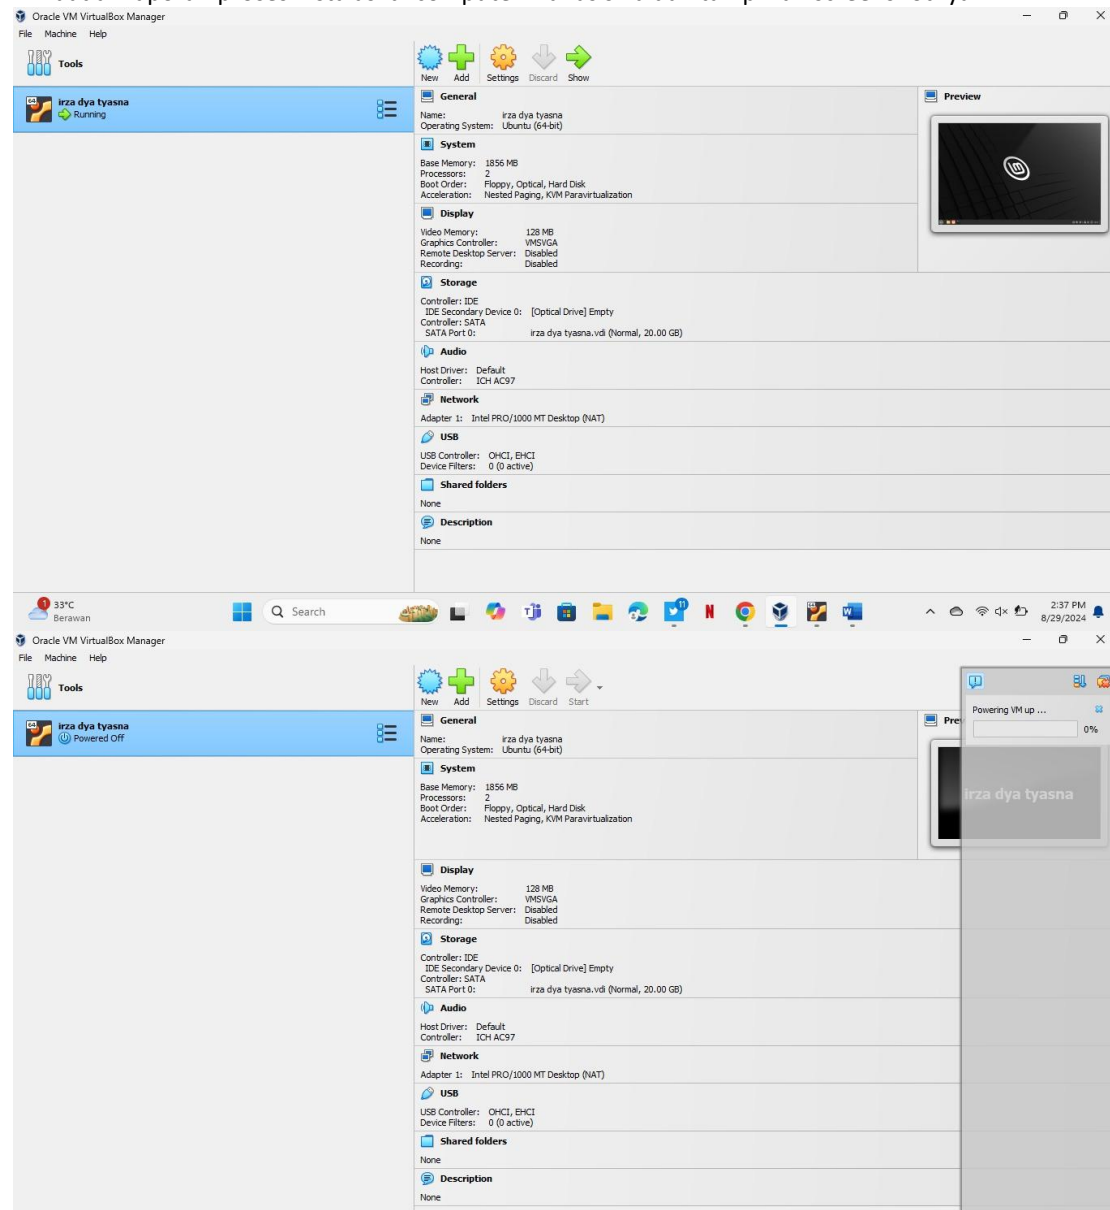 Oracle VM VirtualBox Manager
File Machine Help
Tools
New Add Settings Discard Show
irza dya tyasna
Running
General
Name: irza dya tyasna
Operating System: Ubuntu (64-bit)
Preview
System
Base Memory: 1856 MB
Processors: 2
Boot Order: Floppy, Optical, Hard Disk
Acceleration: Nested Paging, KVM Paravirtualization
Display
Video Memory: 128 MB
Graphics Controller: VMSVGA
Remote Desktop Server: Disabled
Recording: Disabled
Storage
Controller: IDE
IDE Secondary Device 0: [Optical Drive] Empty
Controller: SATA
SATA Port 0: irza dya tyasna.vdi (Normal, 20.00 GB)
Audio
Host Driver: Default
Controller: ICH AC97
Network
Adapter 1: Intel PRO/1000 MT Desktop (NAT)
USB
USB Controller: OHCI, EHCI
Device Filters: 0 (0 active)
Shared folders
None
Description
None
33°C
Berawan
Search
2:37 PM
8/29/2024
Oracle VM VirtualBox Manager
File Machine Help
Tools
New Add Settings Discard Start
irza dya tyasna
Powered Off
General
Name: irza dya tyasna
Operating System: Ubuntu (64-bit)
Powering VM up ...
0%
irza dya tyasna
System
Base Memory: 1856 MB
Processors: 2
Boot Order: Floppy, Optical, Hard Disk
Acceleration: Nested Paging, KVM Paravirtualization
Display
Video Memory: 128 MB
Graphics Controller: VMSVGA
Remote Desktop Server: Disabled
Recording: Disabled
Storage
Controller: IDE
IDE Secondary Device 0: [Optical Drive] Empty
Controller: SATA
SATA Port 0: irza dya tyasna.vdi (Normal, 20.00 GB)
Audio
Host Driver: Default
Controller: ICH AC97
Network
Adapter 1: Intel PRO/1000 MT Desktop (NAT)
USB
USB Controller: OHCI, EHCI
Device Filters: 0 (0 active)
Shared folders
None
Description
None